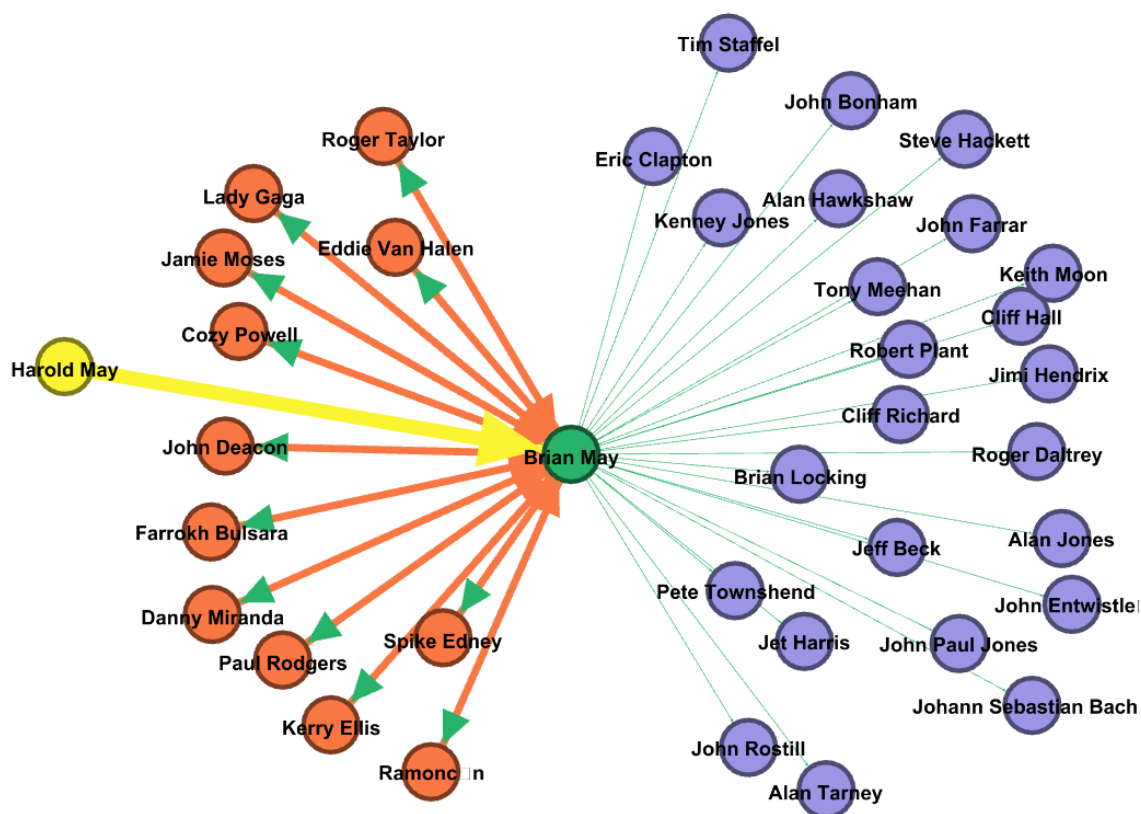 Tim Staffel
John Bonham
Roger Taylor
Steve Hackett
Eric Clapton
Lady Gaga
Alan Hawkshaw
Kenney Jones
John Farrar
Eddie Van Halen
Jamie Moses
Keith Moon
Tony Meehan
Cliff Hall
Cozy Powell
Robert Plant
Harold May
Jimi Hendrix
Cliff Richard
John Deacon
Roger Daltrey
Brian May
Brian Locking
Farrokh Bulsara
Alan Jones
Jeff Beck
Pete Townshend
John Entwistlei
Danny Miranda
Spike Edney
Jet Harris
John Paul Jones
Paul Rodgers
Johann Sebastian Bach
Kerry Ellis
John Rostill
Ramonc□n
Alan Tarney